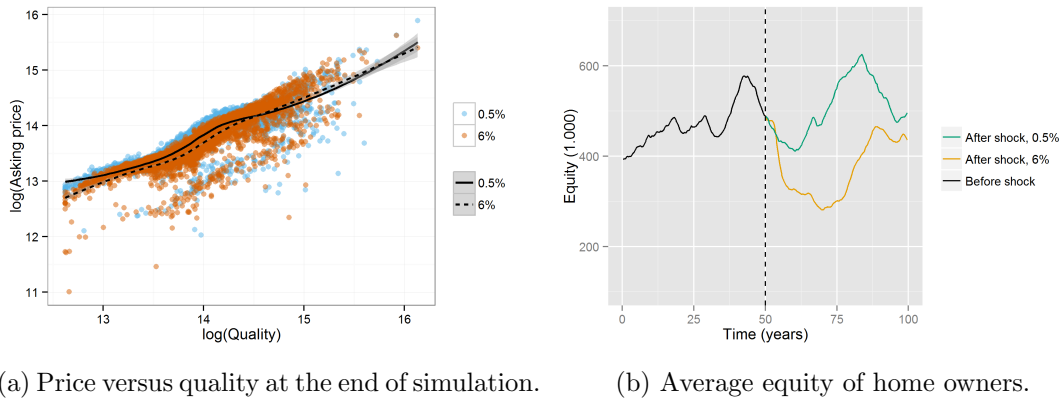 16
15
14
13
12
11
log(Asking price)
13
14
15
16
log(Quality)
0.5%
6%
0.5%
6%
600
400
200
Equity (1.000)
0
25
50
75
100
Time (years)
After shock, 0.5%
After shock, 6%
Before shock
(a) Price versus quality at the end of simulation.
(b) Average equity of home owners.